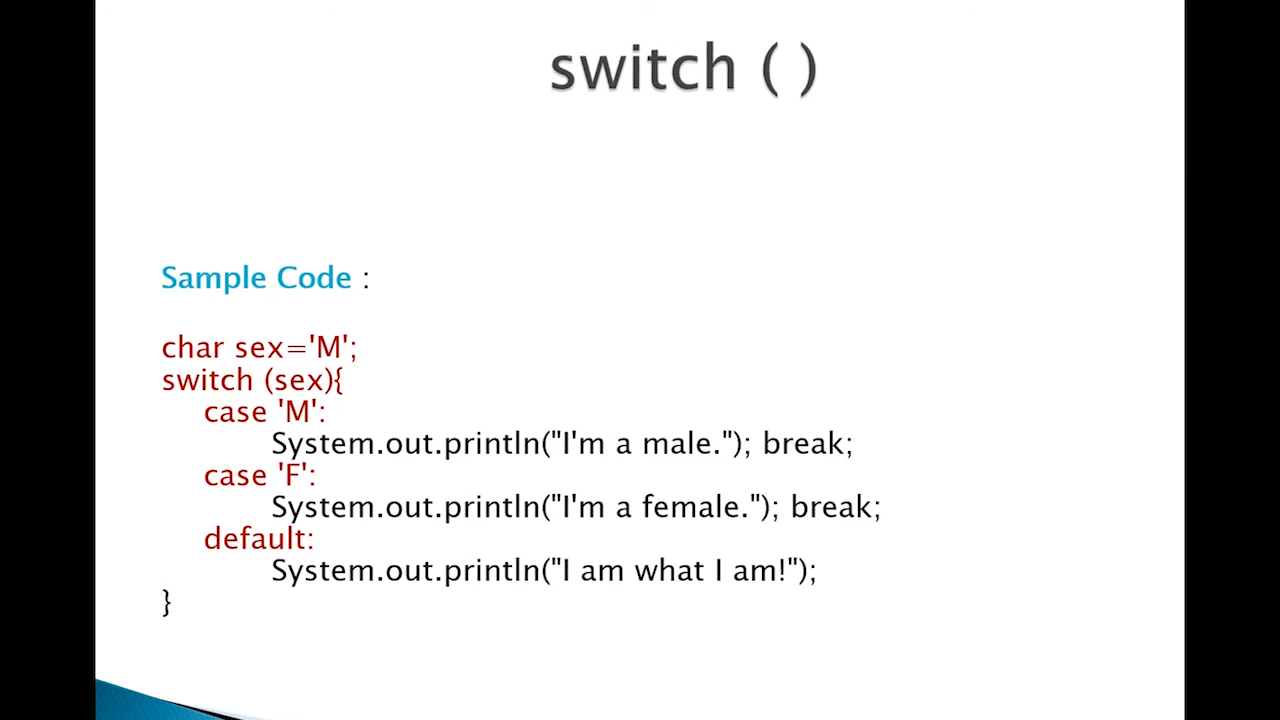 switch ( )
Sample Code :
char sex='M';
switch (sex){
case 'M':
System.out.println("I'm a male."); break;
case 'F':
System.out.println("I'm a female."); break;
default:
System.out.println("I am what I am!");
}